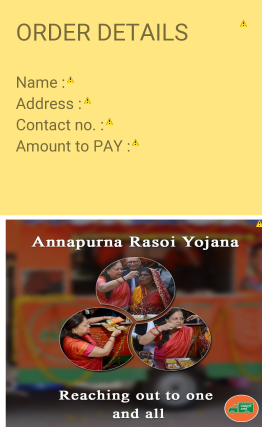 ORDER DETAILS
Name :
Address :
Contact no. :
Amount to PAY :
Annapurna Rasoi Yojana
Reaching out to one
and all